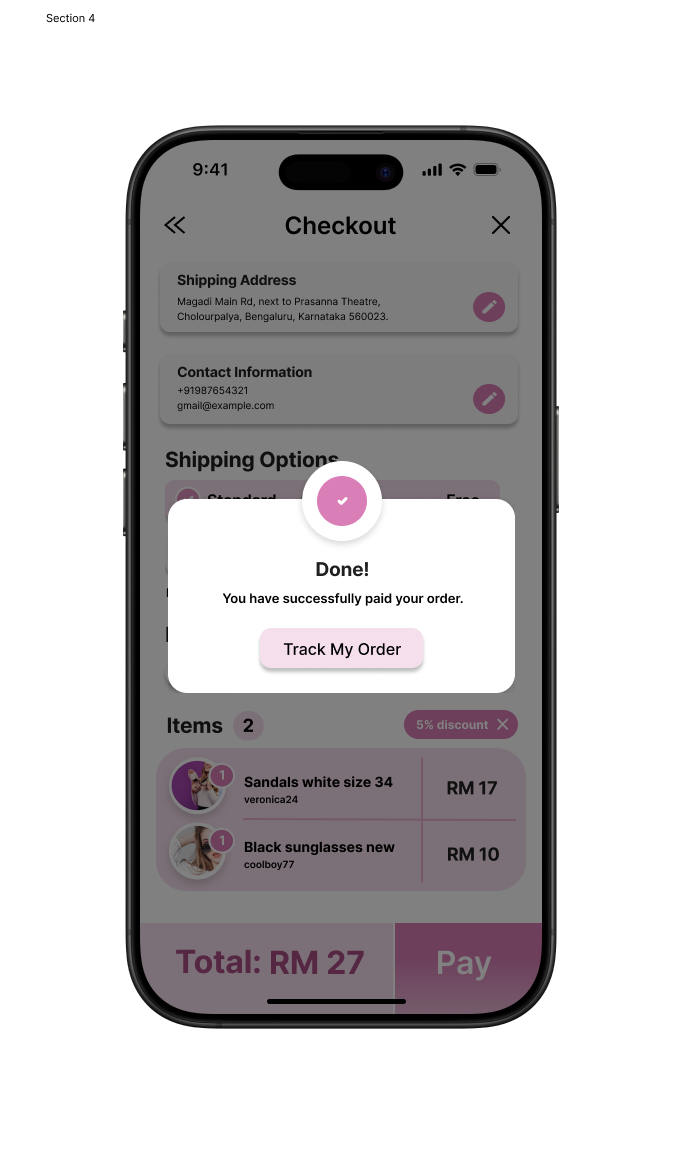 Section 4
9:41
Checkout
Shipping Address
Magadi Main Rd, next to Prasanna Theatre,
Cholourpalya, Bengaluru, Karnataka 560023.
Contact Information
+91987654321
gmail@example.com
Shipping Options
Standard Free
Done!
You have successfully paid your order.
Track My Order
Items 2
5% discount
1
Sandals white size 34
veronica24
RM 17
1
Black sunglasses new
coolboy77
RM 10
Total: RM 27
Pay